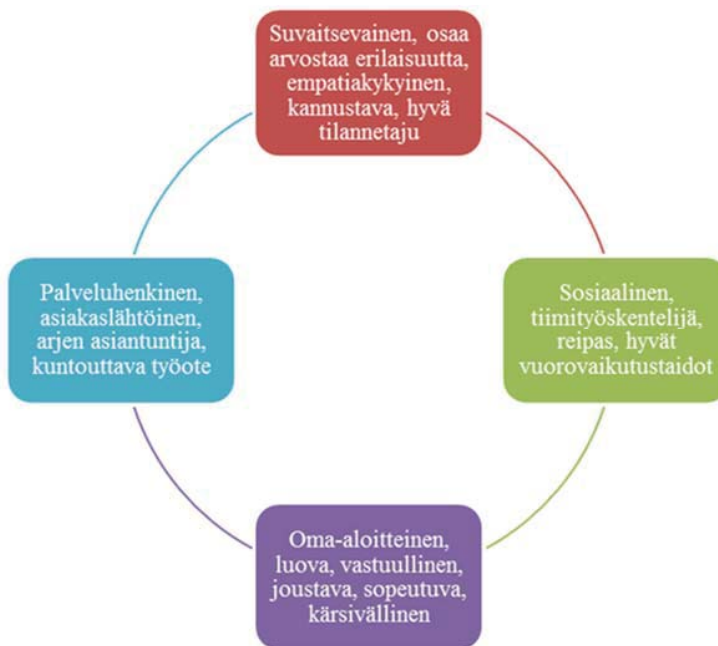 Suvaitsevainen, osaa
arvostaa erilaisuutta,
empatiakykyinen,
kannustava, hyvä
tilannetaju
Palveluhenkinen,
asiakaslähtöinen,
arjen asiantuntija,
kuntouttava työote
Sosiaalinen,
tiimityöskentelijä,
reipas, hyvät
vuorovaikutustaidot
Oma-aloitteinen,
luova, vastuullinen,
joustava, sopeutuva,
kärsivällinen